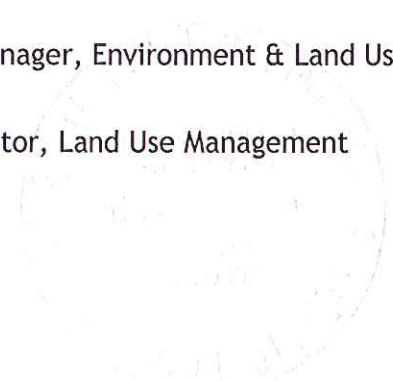 nager, Environment & Land Us
tor, Land Use Management